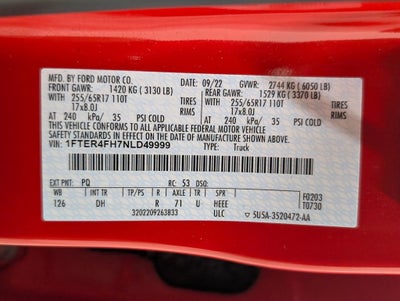 MFD. BY FORD MOTOR CO. 09/22 GVWR: 2744 KG ( 6050 LB)
FRONT GAWR: 1420 KG ( 3130 LB) REAR GAWR: 1529 KG ( 3370 LB)
255/65R17 110T TIRES 255/65R17 110T TIRES
17x8.0J RIMS 17x8.0J RIMS
AT 240 kPa/ 35 PSI COLD AT 240 kPa/ 35 PSI COLD
THIS VEHICLE CONFORMS TO ALL APPLICABLE FEDERAL MOTOR VEHICLE SAFETY AND THEFT PREVENTION STANDARDS IN EFFECT ON THE DATE OF MANUFACTURE SHOWN ABOVE.
VIN: 1FTER4FH7NLD49999 TYPE: Truck
EXT PNT: PQ RC: 53 DSO:
WB INT TR TP/PS R AXLE TR SPR F0203
126 DH R 71 U HEEE T0730
3202209263833 ULC 5U5A-3520472-AA